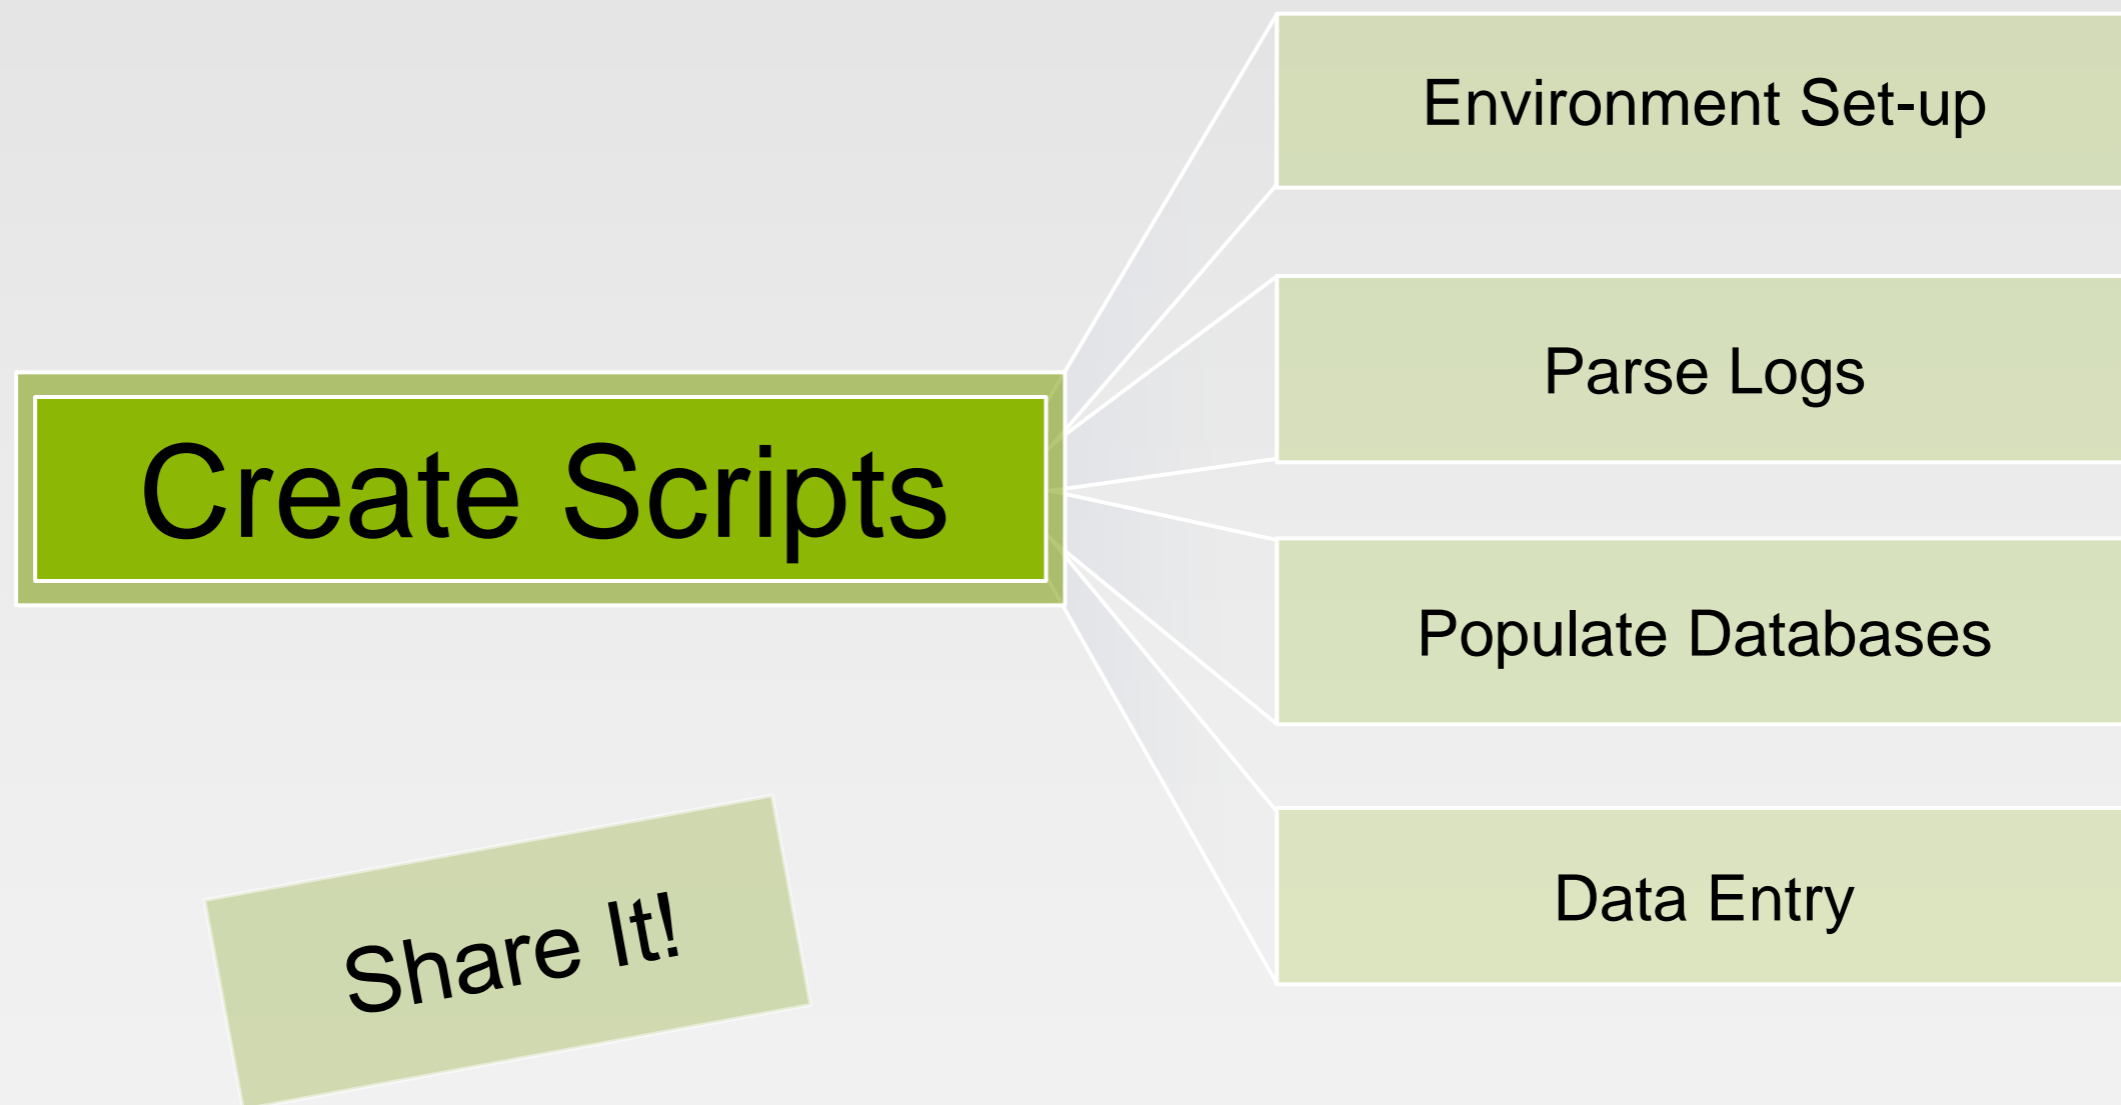 Create Scripts
Environment Set-up
Parse Logs
Populate Databases
Data Entry
Share It!